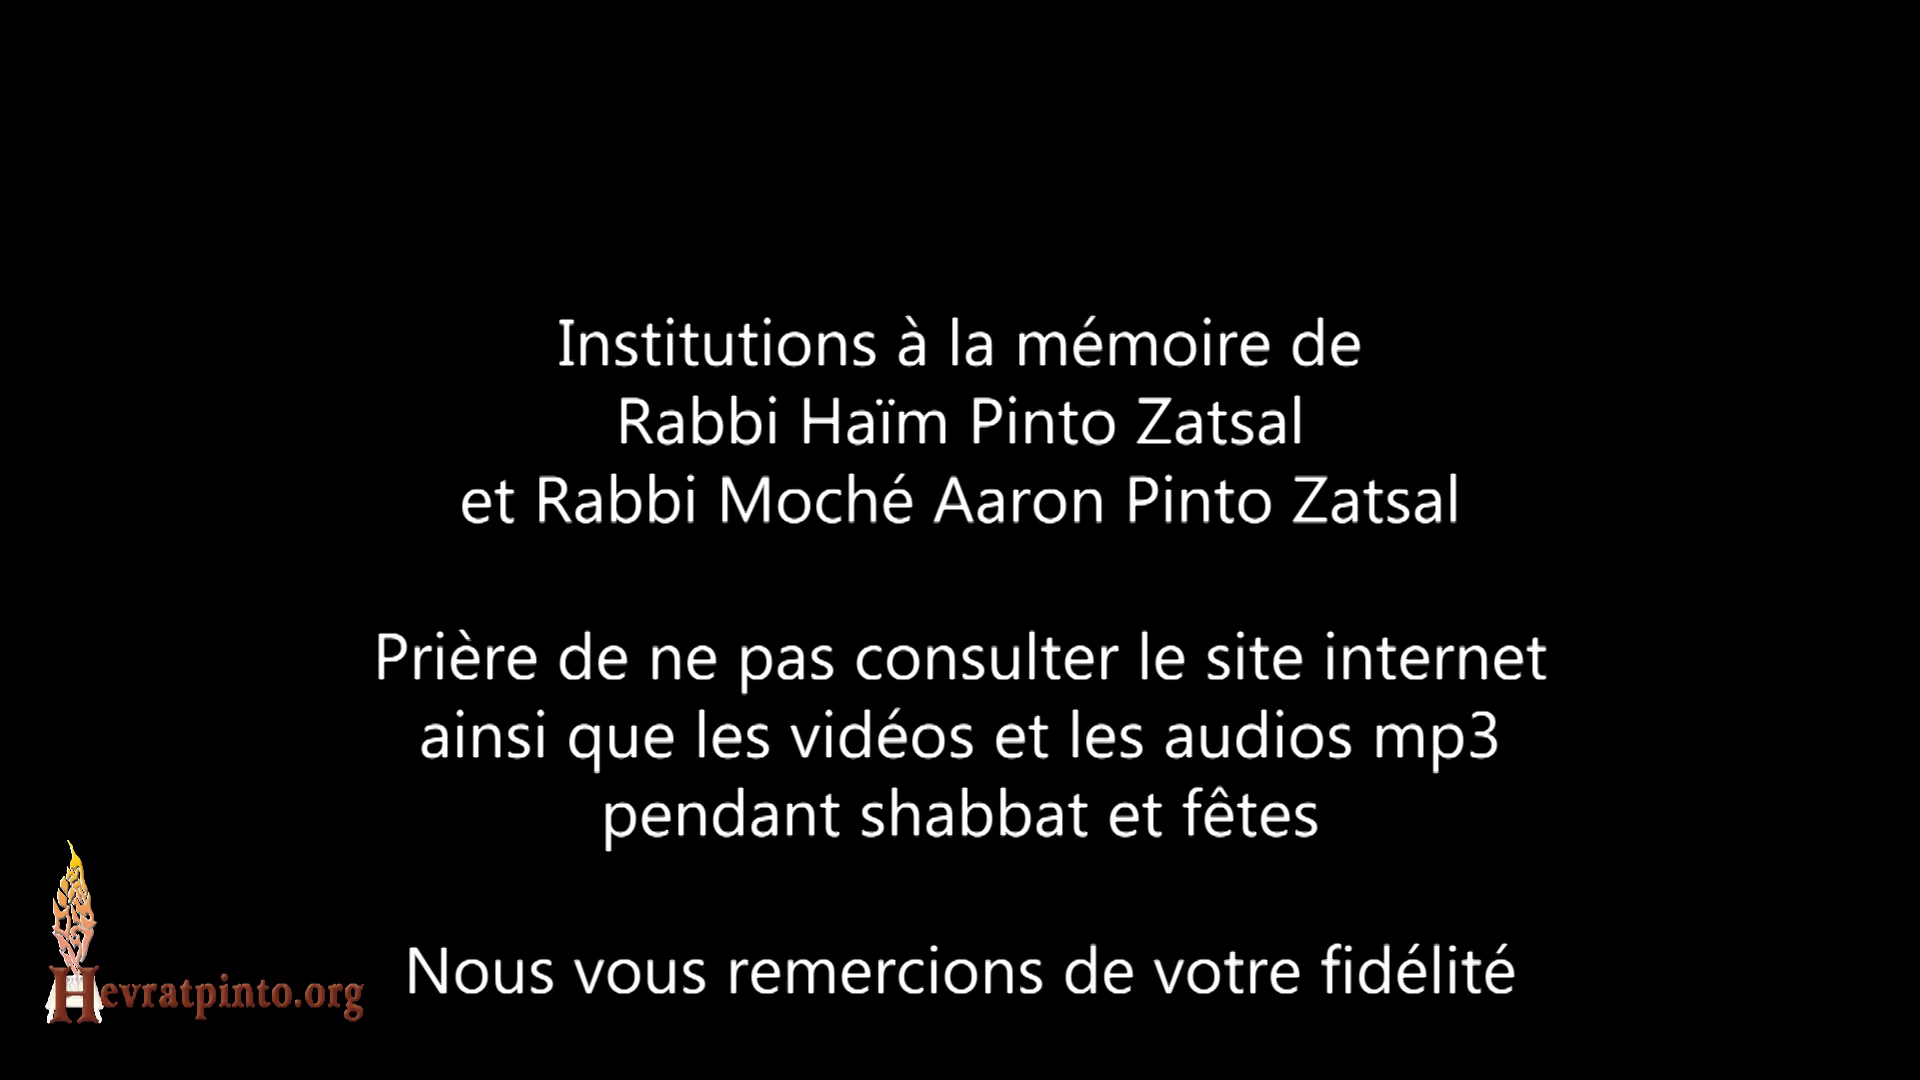 Institutions à la mémoire de
Rabbi Haïm Pinto Zatsal
et Rabbi Moché Aaron Pinto Zatsal
Prière de ne pas consulter le site internet
ainsi que les vidéos et les audios mp3
pendant shabbat et fêtes
Nous vous remercions de votre fidélité
Hevratpinto.org